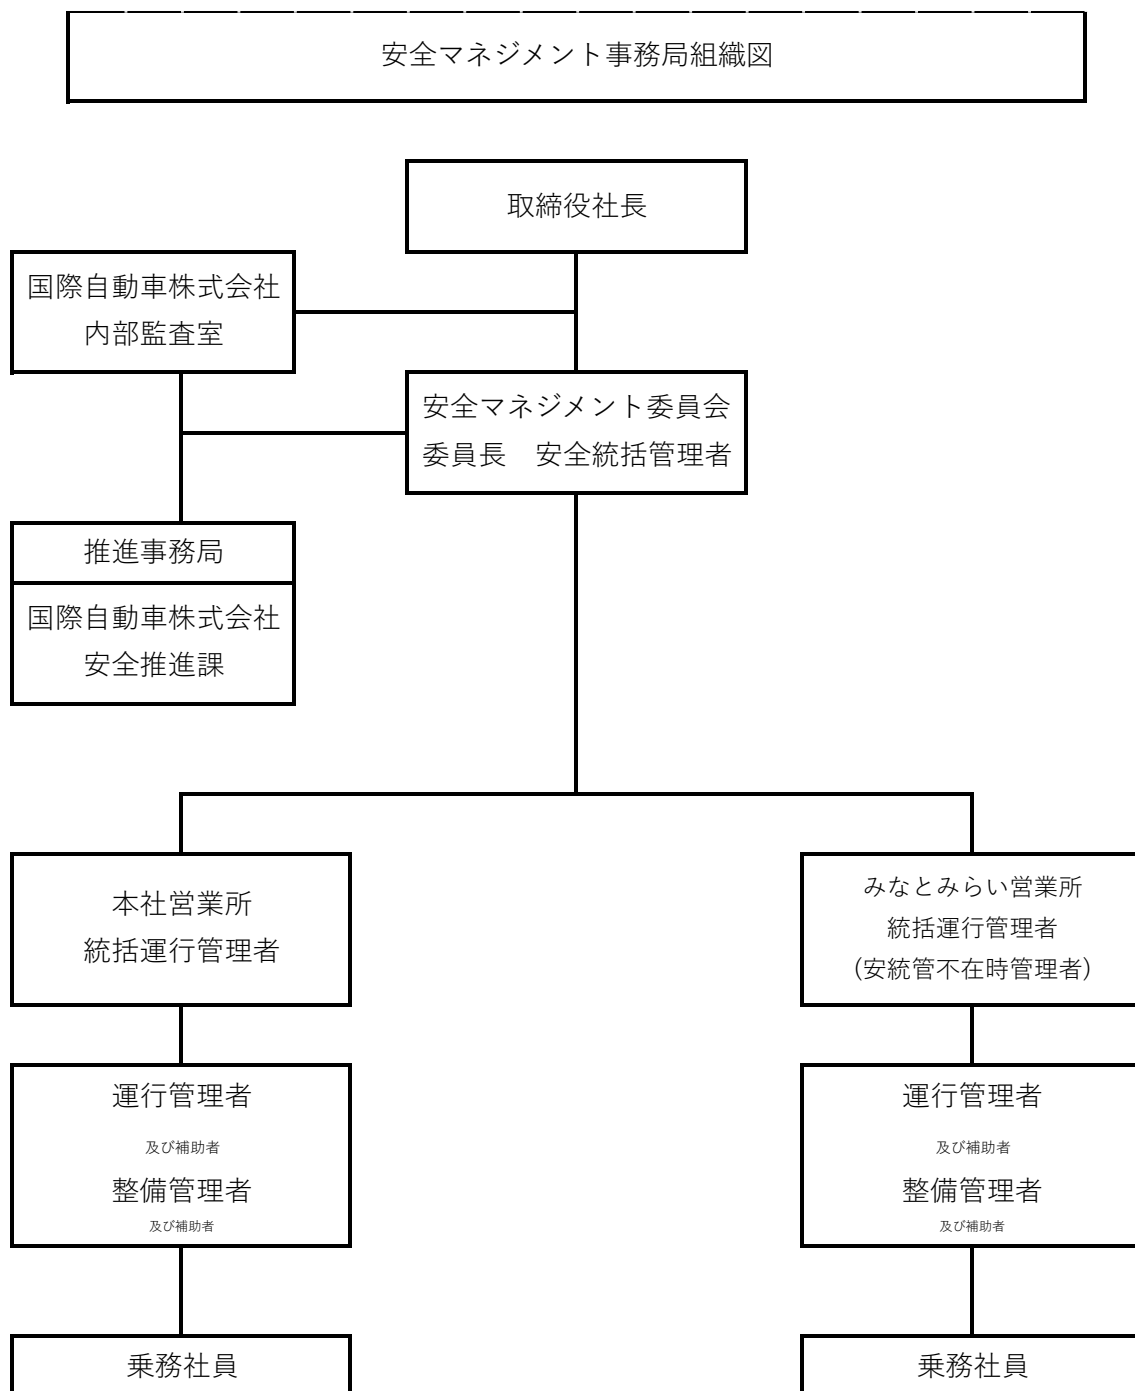 安全マネジメント事務局組織図
取締役社長
国際自動車株式会社
内部監査室
安全マネジメント委員会
委員長　安全統括管理者
推進事務局
国際自動車株式会社
安全推進課
本社営業所
統括運行管理者
みなとみらい営業所
統括運行管理者
(安統管不在時管理者)
運行管理者
及び補助者
整備管理者
及び補助者
運行管理者
及び補助者
整備管理者
及び補助者
乗務社員
乗務社員